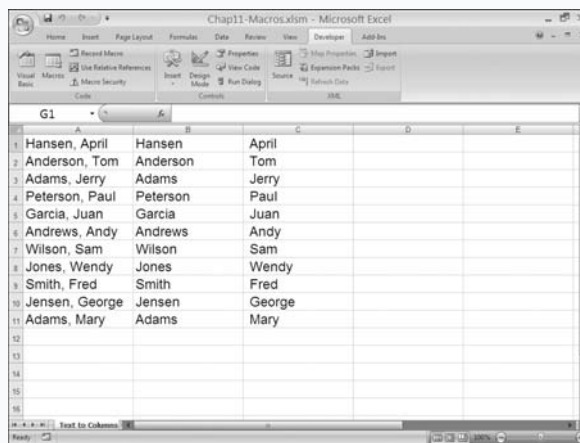 Chap11-Macros.xlsm - Microsoft Excel
Home Insert Page Layout Formulas Data Review View Developer Add-Ins
Visual Basic
Macros
Record Macro
Use Relative References
Macro Security
Code
Insert
Design Mode
Properties
View Code
Run Dialog
Controls
Source
Map Properties
Expansion Packs
Refresh Data
Import
Export
XML
G1 fx
A B C D E
1 Hansen, April Hansen April
2 Anderson, Tom Anderson Tom
3 Adams, Jerry Adams Jerry
4 Peterson, Paul Peterson Paul
5 Garcia, Juan Garcia Juan
6 Andrews, Andy Andrews Andy
7 Wilson, Sam Wilson Sam
8 Jones, Wendy Jones Wendy
9 Smith, Fred Smith Fred
10 Jensen, George Jensen George
11 Adams, Mary Adams Mary
12
13
14
15
16
Text to Columns
Ready 100%